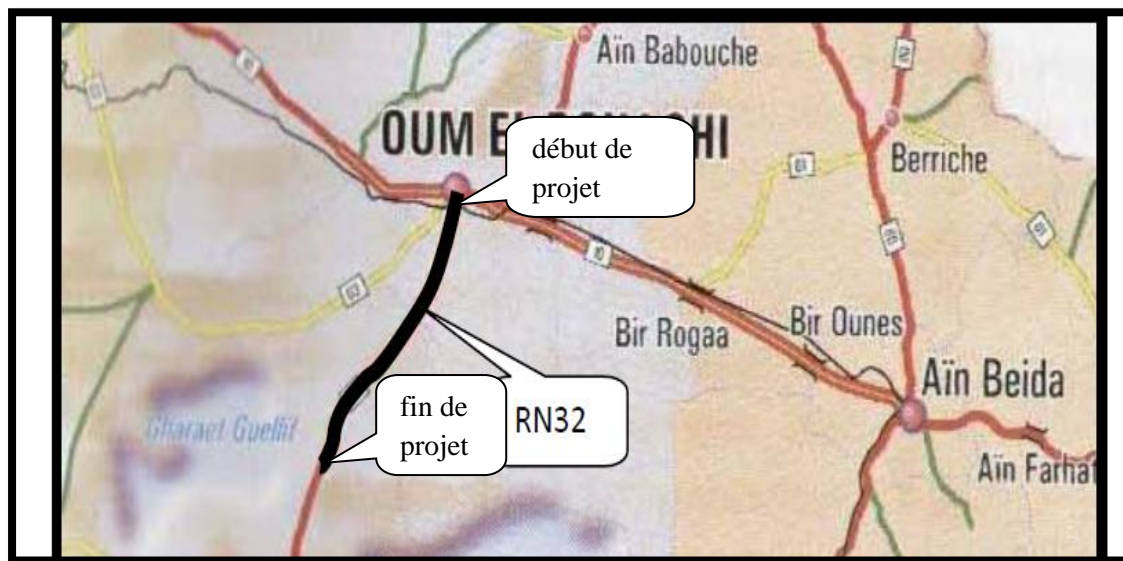 Aïn Babouche
OUM E
HI
début de
projet
Berriche
10
Bir Rogaa
Bir Ounes
Aïn Beida
fin de
projet
RN32
Gharaet Guellif
Aïn Farhat